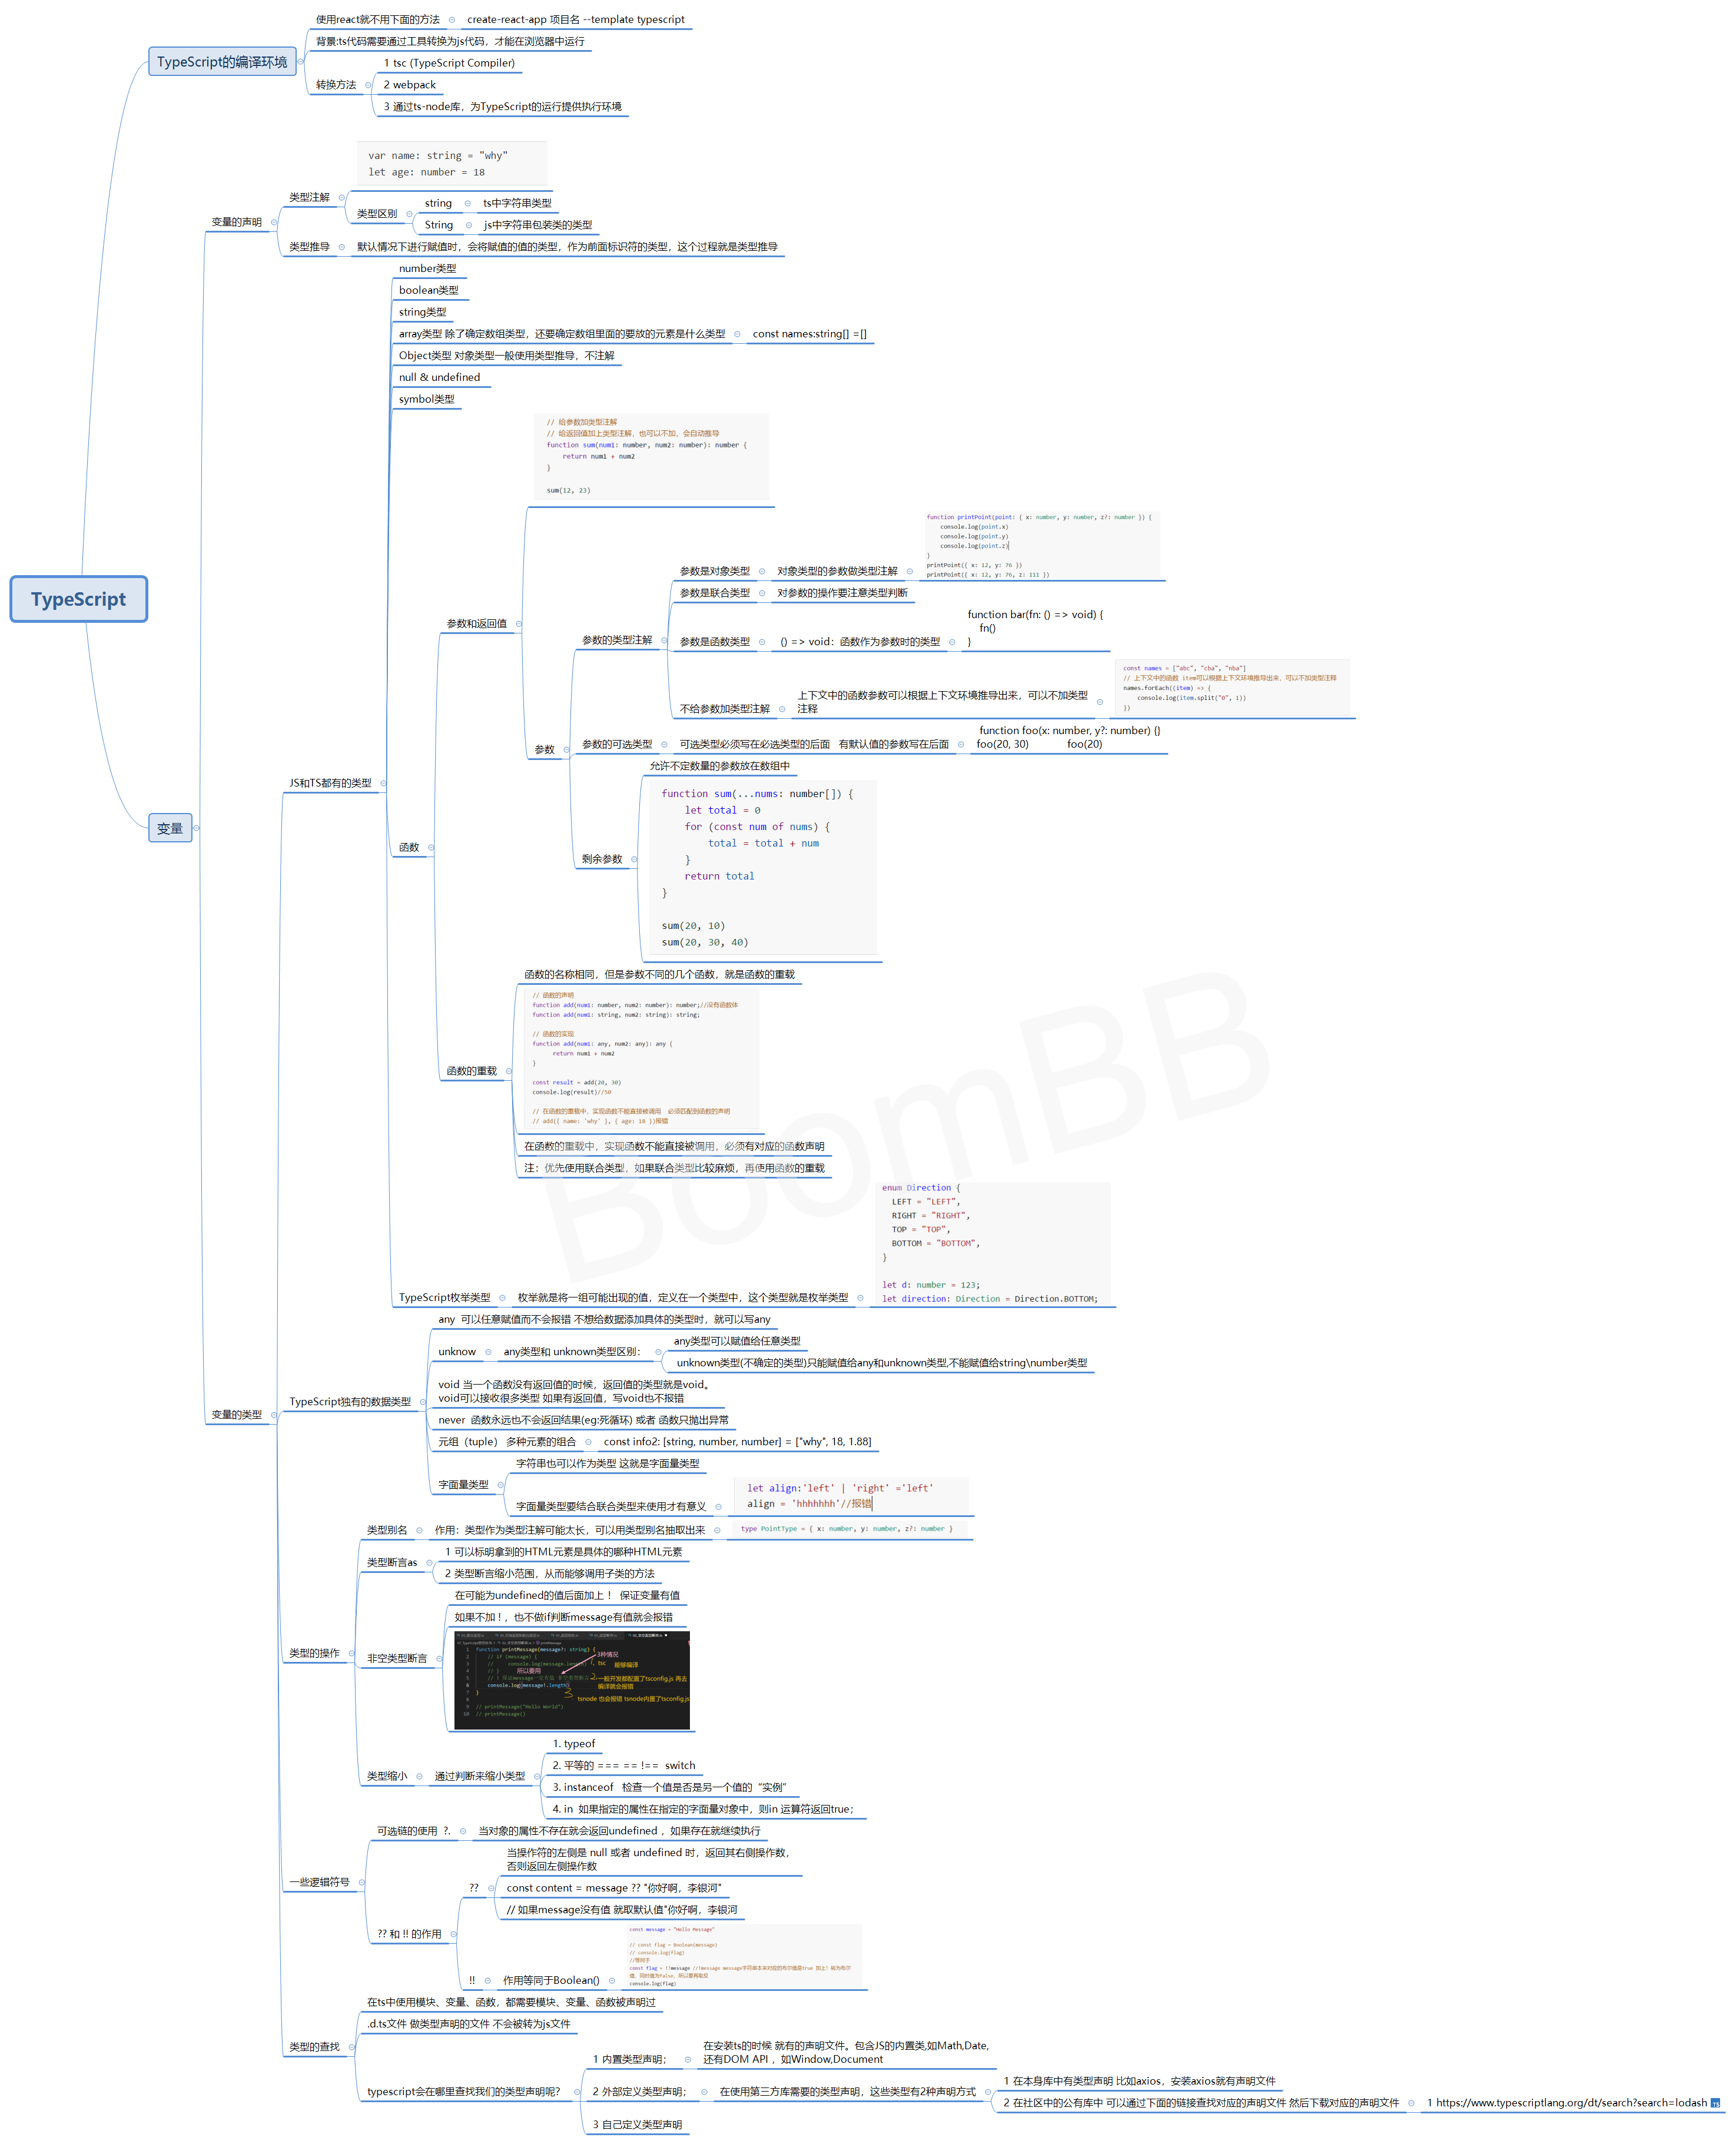 使用react就不用下面的方法
create-react-app 项目名 --template typescript
背景:ts代码需要通过工具转换为js代码，才能在浏览器中运行
TypeScript的编译环境
转换方法
1 tsc (TypeScript Compiler)
2 webpack
3 通过ts-node库，为TypeScript的运行提供执行环境
TypeScript
变量
变量的声明
类型注解
var name: string = "why"
let age: number = 18
类型区别
string
ts中字符串类型
String
js中字符串包装类的类型
类型推导
默认情况下进行赋值时，会将赋值的值的类型，作为前面标识符的类型，这个过程就是类型推导
变量的类型
JS和TS都有的类型
number类型
boolean类型
string类型
array类型 除了确定数组类型，还要确定数组里面的要放的元素是什么类型
const names:string[] =[]
Object类型 对象类型一般使用类型推导，不注解
null & undefined
symbol类型
函数
参数和返回值
// 给参数加类型注解
// 给返回值加上类型注解，也可以不加，会自动推导
function sum(num1: number, num2: number): number {
return num1 + num2
}
sum(12, 23)
参数
参数的类型注解
参数是对象类型
对象类型的参数做类型注解
function printPoint(point: { x: number, y: number, z?: number }) {
console.log(point.x)
console.log(point.y)
console.log(point.z)
}
printPoint({ x: 12, y: 76 })
printPoint({ x: 12, y: 76, z: 111 })
参数是联合类型
对参数的操作要注意类型判断
参数是函数类型
() => void：函数作为参数时的类型
function bar(fn: () => void) {
fn()
}
不给参数加类型注解
上下文中的函数参数可以根据上下文环境推导出来，可以不加类型
注释
const names = ["abc", "cba", "nba"]
// 上下文中的函数 item可以根据上下文环境推导出来，可以不加类型注释
names.forEach((item) => {
console.log(item.split("0", 1))
})
参数的可选类型
可选类型必须写在必选类型的后面 有默认值的参数写在后面
function foo(x: number, y?: number) {}
foo(20, 30) foo(20)
剩余参数
允许不定数量的参数放在数组中
function sum(...nums: number[]) {
let total = 0
for (const num of nums) {
total = total + num
}
return total
}
sum(20, 10)
sum(20, 30, 40)
函数的重载
函数的名称相同，但是参数不同的几个函数，就是函数的重载
// 函数的声明
function add(num1: number, num2: number): number;//没有函数体
function add(num1: string, num2: string): string;
// 函数的实现
function add(num1: any, num2: any): any {
return num1 + num2
}
const result = add(20, 30)
console.log(result)//50
// 在函数的重载中，实现函数不能直接被调用 必须匹配到函数的声明
// add({ name: 'why' }, { age: 18 })报错
在函数的重载中，实现函数不能直接被调用，必须有对应的函数声明
注：优先使用联合类型，如果联合类型比较麻烦，再使用函数的重载
BoomBB
TypeScript枚举类型
枚举就是将一组可能出现的值，定义在一个类型中，这个类型就是枚举类型
enum Direction {
LEFT = "LEFT",
RIGHT = "RIGHT",
TOP = "TOP",
BOTTOM = "BOTTOM",
}
let d: number = 123;
let direction: Direction = Direction.BOTTOM;
TypeScript独有的数据类型
any 可以任意赋值而不会报错 不想给数据添加具体的类型时，就可以写any
unknow
any类型和 unknown类型区别：
any类型可以赋值给任意类型
unknown类型(不确定的类型)只能赋值给any和unknown类型,不能赋值给string\number类型
void 当一个函数没有返回值的时候，返回值的类型就是void。
void可以接收很多类型 如果有返回值，写void也不报错
never 函数永远也不会返回结果(eg:死循环) 或者 函数只抛出异常
元组（tuple） 多种元素的组合
const info2: [string, number, number] = ["why", 18, 1.88]
字面量类型
字符串也可以作为类型 这就是字面量类型
字面量类型要结合联合类型来使用才有意义
let align:'left' | 'right' ='left'
align = 'hhhhhhh'//报错
类型的操作
类型别名
作用：类型作为类型注解可能太长，可以用类型别名抽取出来
type PointType = { x: number, y: number, z?: number }
类型断言as
1 可以标明拿到的HTML元素是具体的哪种HTML元素
2 类型断言缩小范围，从而能够调用子类的方法
非空类型断言
在可能为undefined的值后面加上 ！ 保证变量有值
如果不加！，也不做if判断message有值就会报错
function printMessage(message?: string) {
// if (message) {
// console.log(message.length)
// }
console.log(message!.length)
}
// printMessage("Hello World")
// printMessage()
3种情况
所以要用
1、tsc 能够编译
2、一般开发都配置了tsconfig.js 再去
编译就会报错
3 tsnode 也会报错 tsnode内置了tsconfig.js
类型缩小
通过判断来缩小类型
1. typeof
2. 平等的 === == !== switch
3. instanceof 检查一个值是否是另一个值的“实例”
4. in 如果指定的属性在指定的字面量对象中，则in 运算符返回true；
一些逻辑符号
可选链的使用 ?.
当对象的属性不存在就会返回undefined ，如果存在就继续执行
?? 和 !! 的作用
??
当操作符的左侧是 null 或者 undefined 时，返回其右侧操作数，
否则返回左侧操作数
const content = message ?? "你好啊，李银河"
// 如果message没有值 就取默认值"你好啊，李银河
!!
作用等同于Boolean()
const message = "Hello Message"
// const flag = Boolean(message)
// console.log(flag)
//等同于
const flag = !!message //!message message字符串本来对应的布尔值是true 加上！转为布尔
值，同时值为false，所以要再取反
console.log(flag)
类型的查找
在ts中使用模块、变量、函数，都需要模块、变量、函数被声明过
.d.ts文件 做类型声明的文件 不会被转为js文件
typescript会在哪里查找我们的类型声明呢？
1 内置类型声明；
在安装ts的时候 就有的声明文件。包含JS的内置类,如Math,Date,
还有DOM API ，如Window,Document
2 外部定义类型声明；
在使用第三方库需要的类型声明，这些类型有2种声明方式
1 在本身库中有类型声明 比如axios，安装axios就有声明文件
2 在社区中的公有库中 可以通过下面的链接查找对应的声明文件 然后下载对应的声明文件
1 https://www.typescriptlang.org/dt/search?search=lodash
3 自己定义类型声明